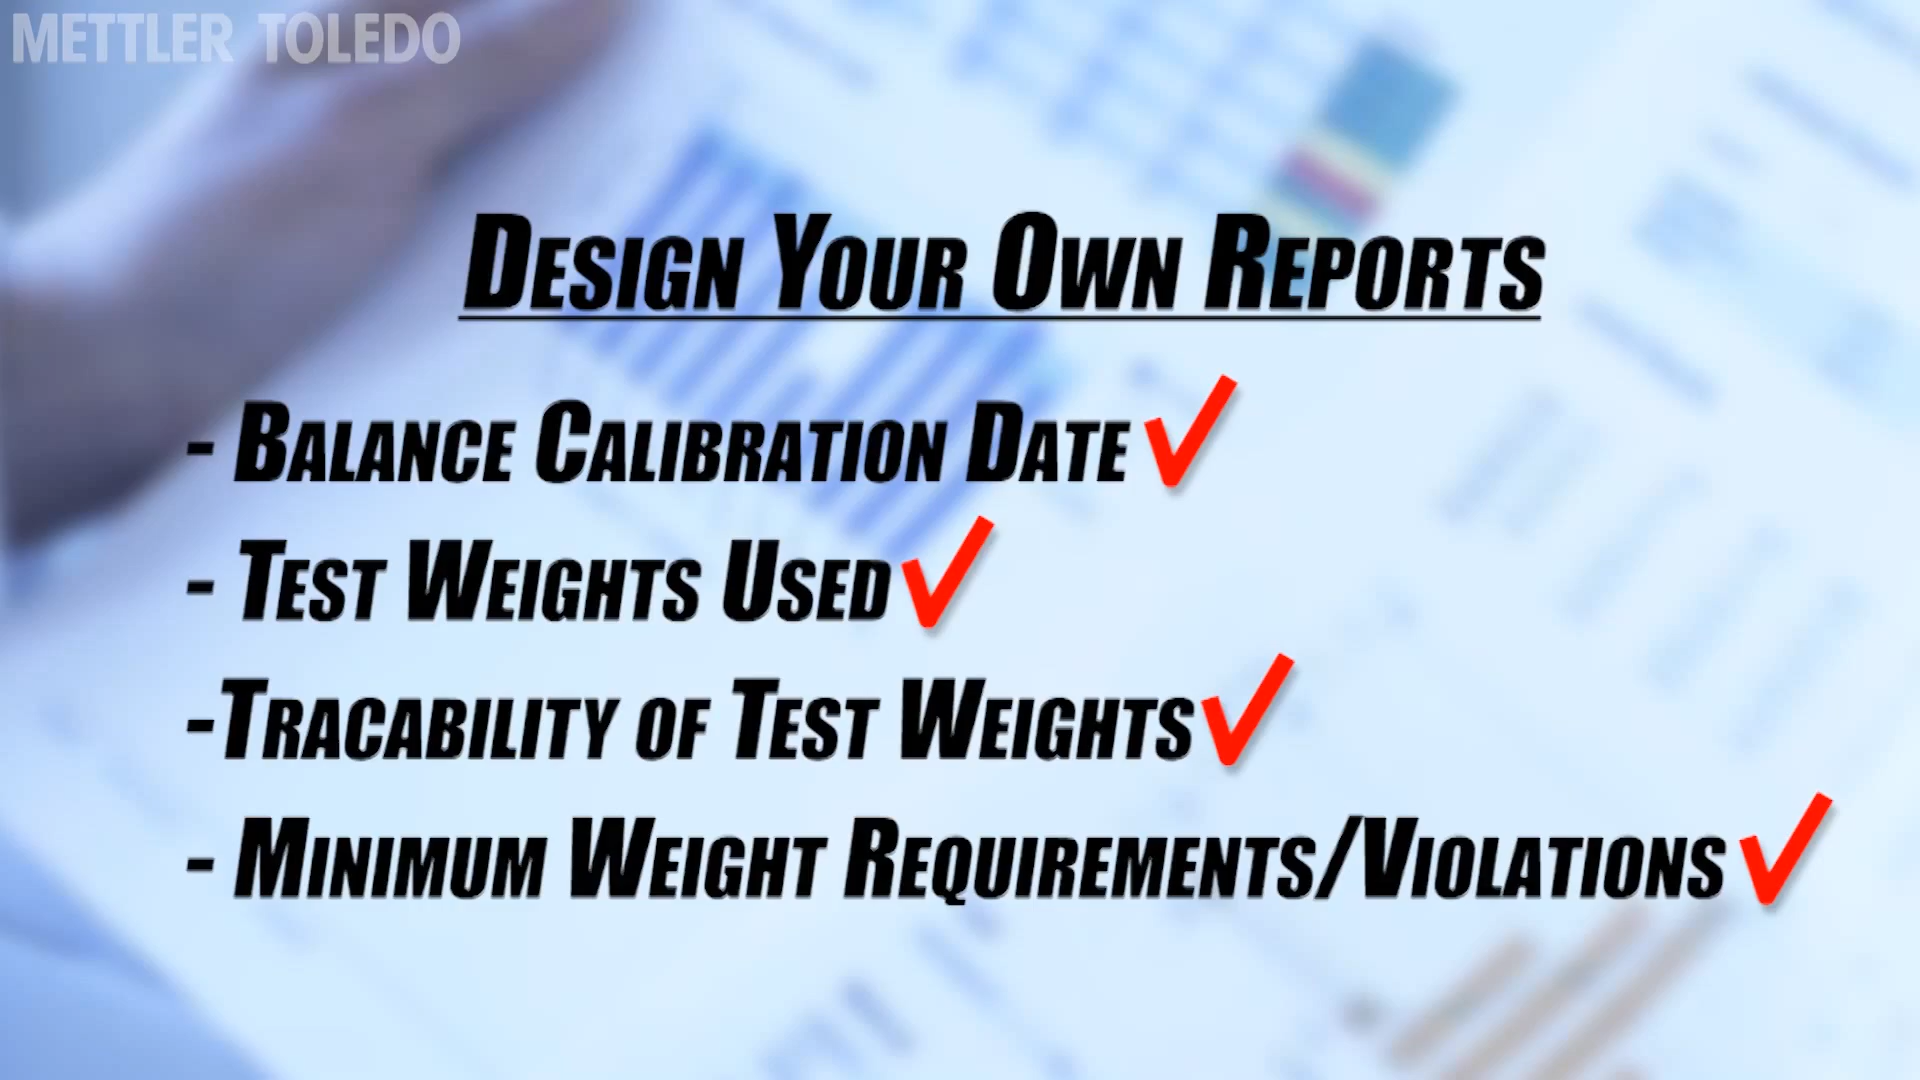 METTLER TOLEDO
DESIGN YOUR OWN REPORTS
- BALANCE CALIBRATION DATE
- TEST WEIGHTS USED
-TRACABILITY OF TEST WEIGHTS
- MINIMUM WEIGHT REQUIREMENTS/VIOLATIONS